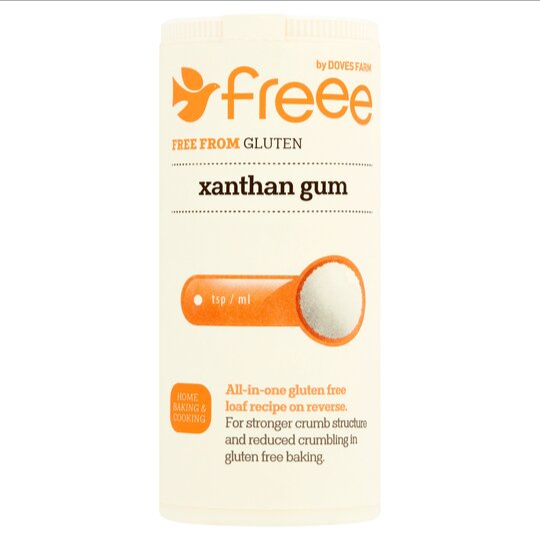 by DOVES FARM
freee
FREE FROM GLUTEN
xanthan gum
tsp / ml
HOME
BAKING &
COOKING
All-in-one gluten free
loaf recipe on reverse.
For stronger crumb structure
and reduced crumbling in
gluten free baking.